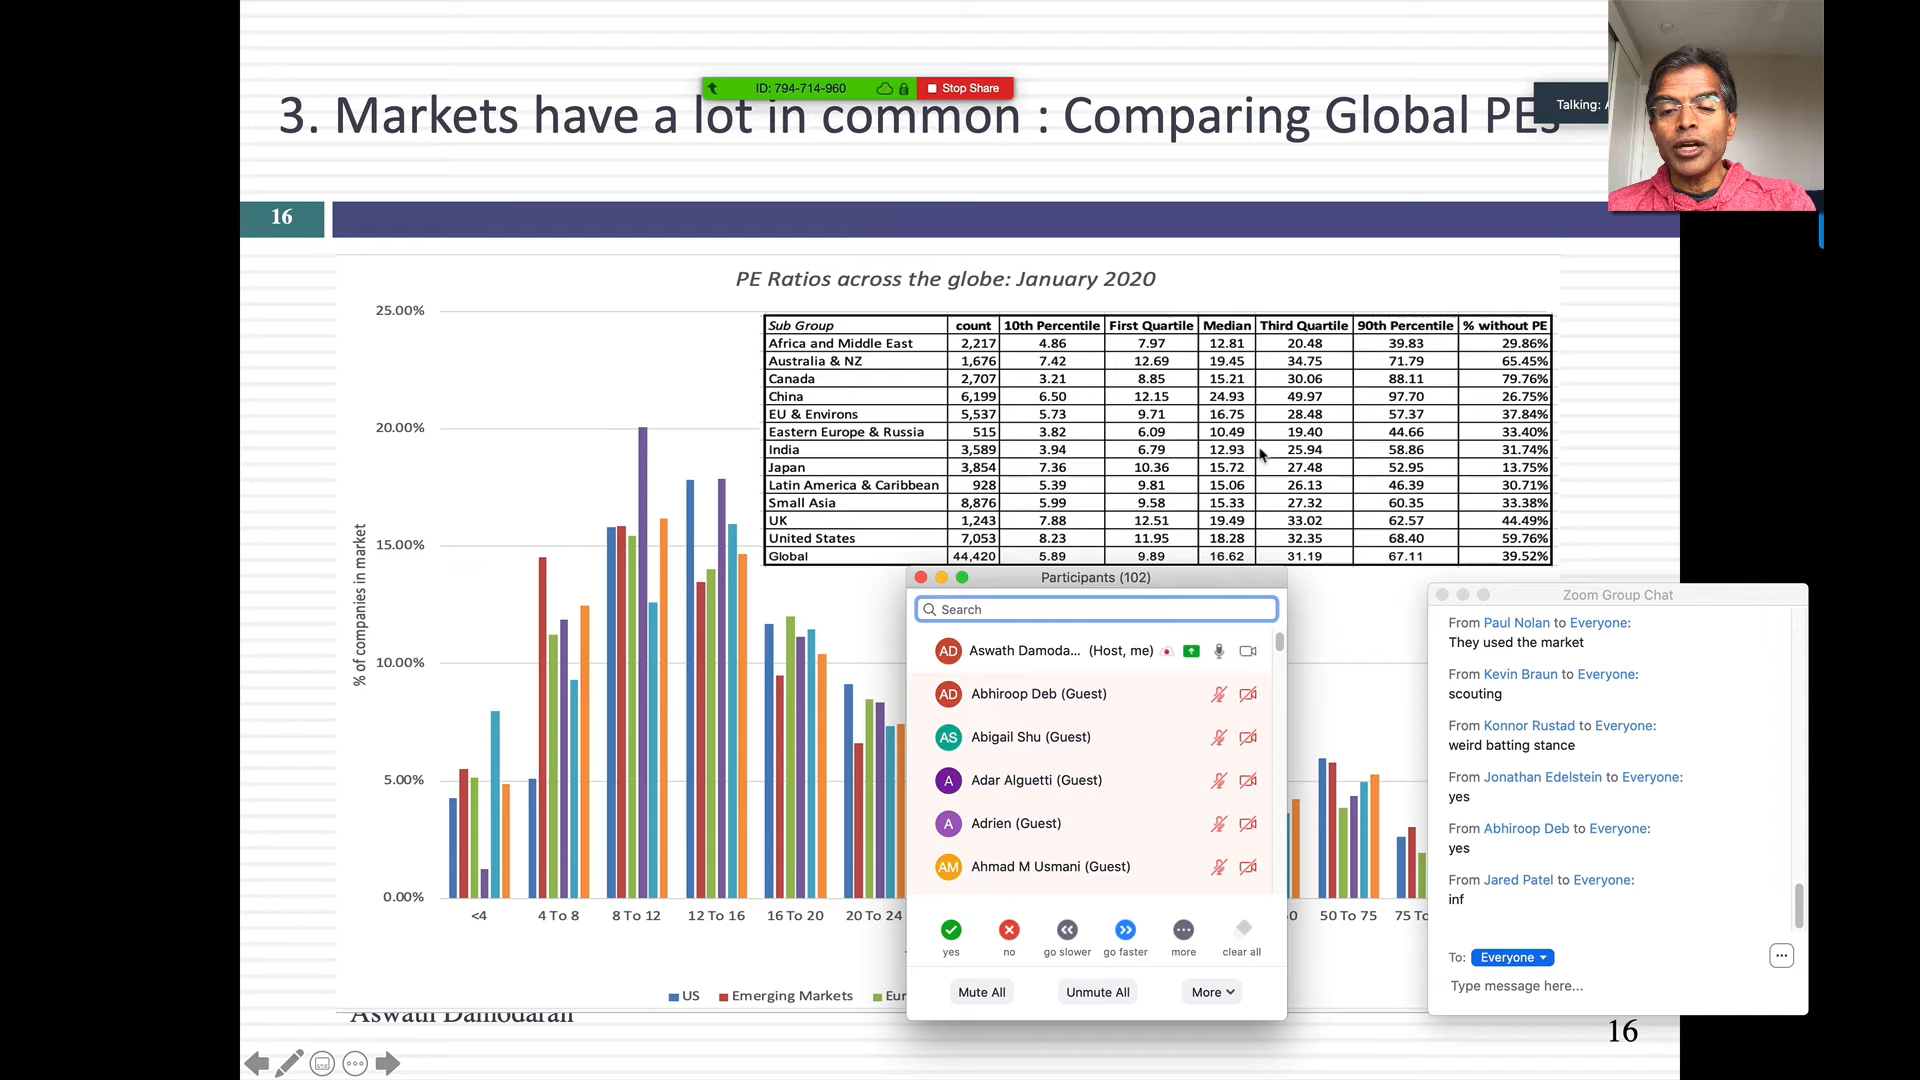 ID: 794-714-960
Stop Share
3. Markets have a lot in common : Comparing Global PEs
Talking:
16
PE Ratios across the globe: January 2020
Sub Group count 10th Percentile First Quartile Median Third Quartile 90th Percentile % without PE
Africa and Middle East 2,217 4.86 7.97 12.81 20.48 39.83 29.86%
Australia & NZ 1,676 7.42 12.69 19.45 34.75 71.79 65.45%
Canada 2,707 3.21 8.85 15.21 30.06 88.11 79.76%
China 6,199 6.50 12.15 24.93 49.97 97.70 26.75%
EU & Environs 5,537 5.73 9.71 16.75 28.48 57.37 37.84%
Eastern Europe & Russia 515 3.82 6.09 10.49 19.40 44.66 33.40%
India 3,589 3.94 6.79 12.93 25.94 58.86 31.74%
Japan 3,854 7.36 10.36 15.72 27.48 52.95 13.75%
Latin America & Caribbean 928 5.39 9.81 15.06 26.13 46.39 30.71%
Small Asia 8,876 5.99 9.58 15.33 27.32 60.35 33.38%
UK 1,243 7.88 12.51 19.49 33.02 62.57 44.49%
United States 7,053 8.23 11.95 18.28 32.35 68.40 59.76%
Global 44,420 5.89 9.89 16.62 31.19 67.11 39.52%
25.00%
20.00%
15.00%
10.00%
5.00%
0.00%
% of companies in market
<4 4 To 8 8 To 12 12 To 16 16 To 20 20 To 24 50 To 75
US Emerging Markets
Participants (102)
Search
AD Aswath Damoda... (Host, me)
AD Abhiroop Deb (Guest)
AS Abigail Shu (Guest)
A Adar Alguetti (Guest)
A Adrien (Guest)
AM Ahmad M Usmani (Guest)
yes no go slower go faster more clear all
Mute All Unmute All More
Zoom Group Chat
From Paul Nolan to Everyone:
They used the market
From Kevin Braun to Everyone:
scouting
From Konnor Rustad to Everyone:
weird batting stance
From Jonathan Edelstein to Everyone:
yes
From Abhiroop Deb to Everyone:
yes
From Jared Patel to Everyone:
inf
To: Everyone
Type message here...
Aswath Damodaran
16